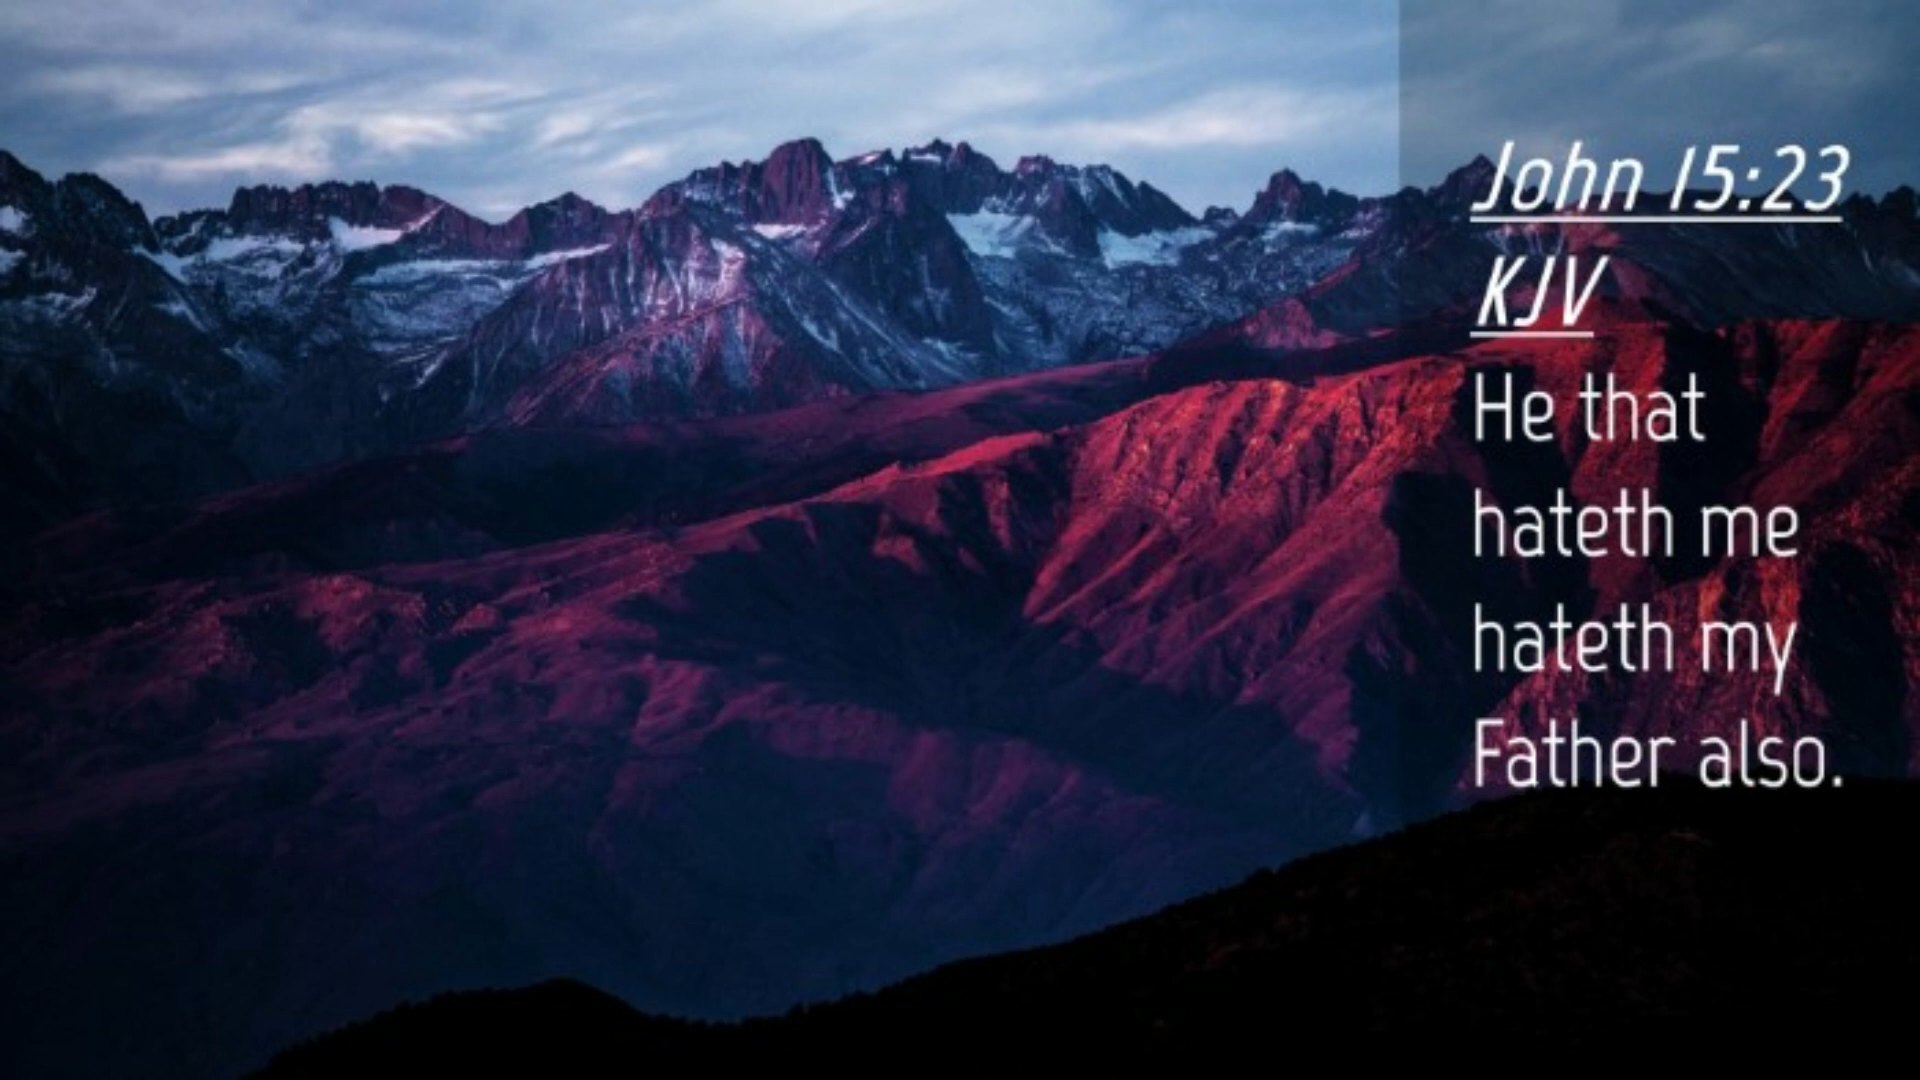 John 15:23
KJV
He that
hateth me
hateth my
Father also.